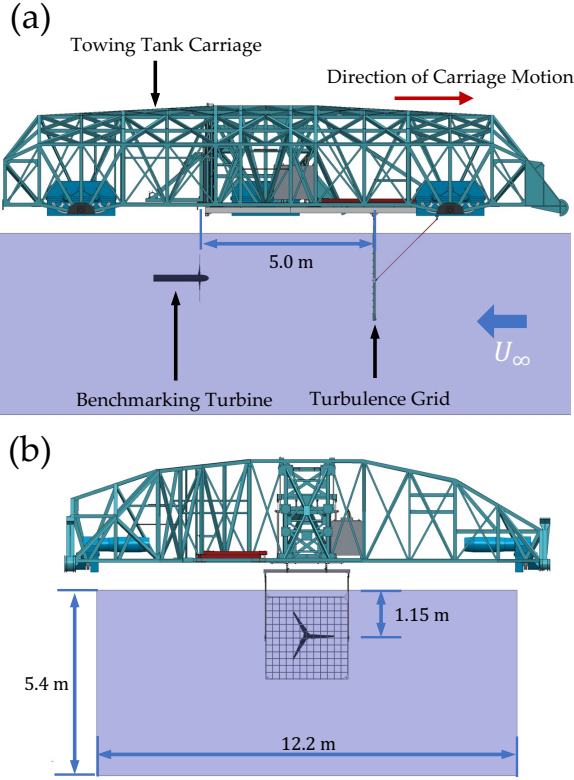 (a)
Towing Tank Carriage
Direction of Carriage Motion
5.0 m
U∞
Benchmarking Turbine
Turbulence Grid
(b)
1.15 m
5.4 m
12.2 m